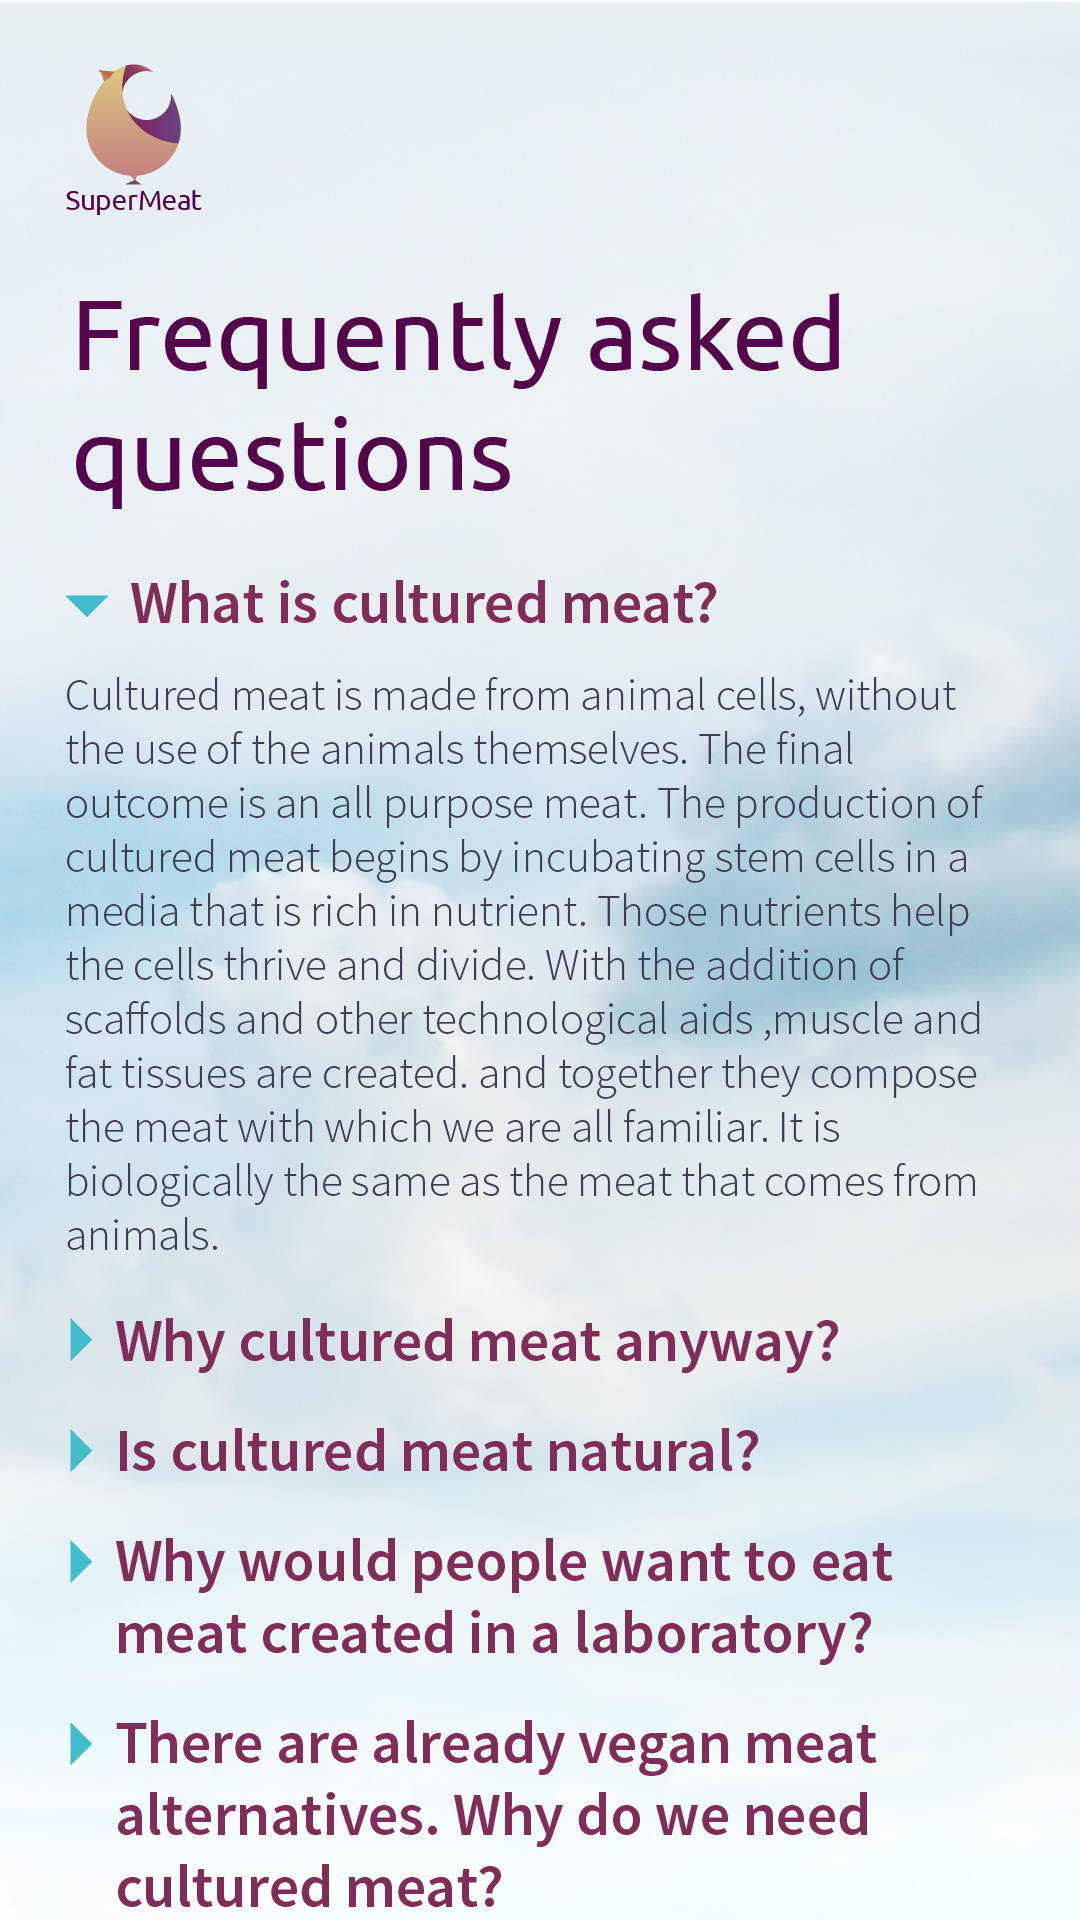 SuperMeat
Frequently asked
questions
What is cultured meat?
Cultured meat is made from animal cells, without
the use of the animals themselves. The final
outcome is an all purpose meat. The production of
cultured meat begins by incubating stem cells in a
media that is rich in nutrient. Those nutrients help
the cells thrive and divide. With the addition of
scaffolds and other technological aids ,muscle and
fat tissues are created. and together they compose
the meat with which we are all familiar. It is
biologically the same as the meat that comes from
animals.
Why cultured meat anyway?
Is cultured meat natural?
Why would people want to eat
meat created in a laboratory?
There are already vegan meat
alternatives. Why do we need
cultured meat?